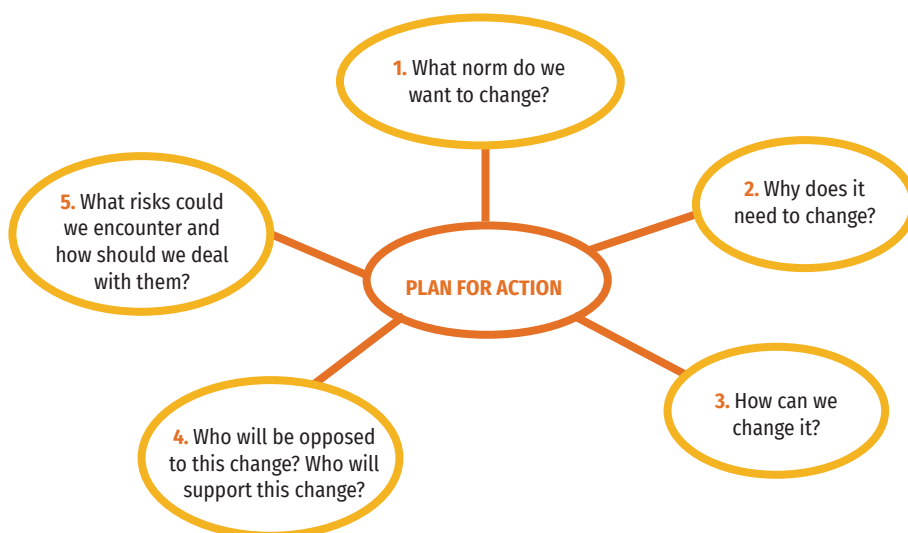 1. What norm do we
want to change?
2. Why does it
need to change?
3. How can we
change it?
4. Who will be opposed
to this change? Who will
support this change?
5. What risks could
we encounter and
how should we deal
with them?
PLAN FOR ACTION